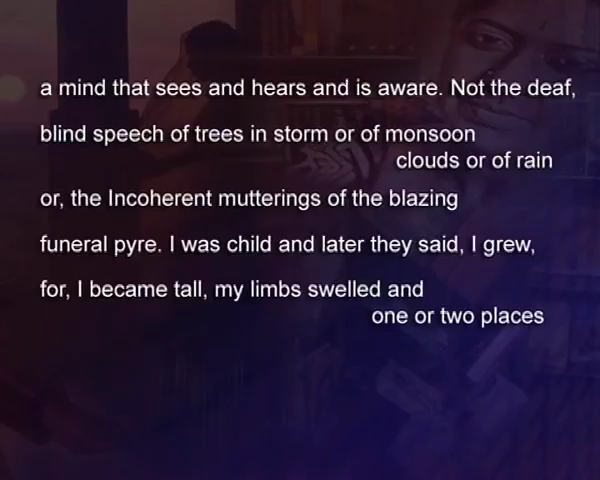 a mind that sees and hears and is aware. Not the deaf,
blind speech of trees in storm or of monsoon
clouds or of rain
or, the Incoherent mutterings of the blazing
funeral pyre. I was child and later they said, I grew,
for, I became tall, my limbs swelled and
one or two places